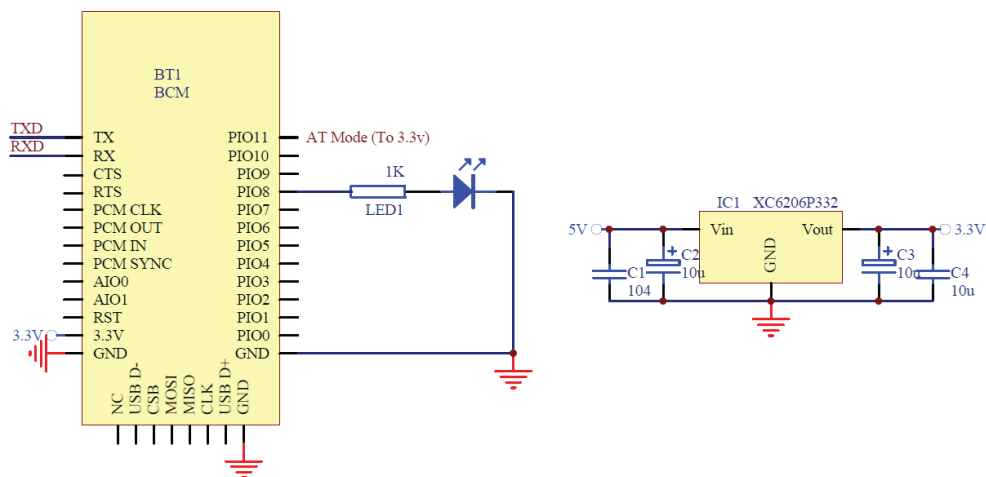 BT1
BCM
TXD
RXD
TX
RX
CTS
RTS
PCM CLK
PCM OUT
PCM IN
PCM SYNC
AIO0
AIO1
RST
3.3V
3.3V
GND
PIO11
PIO10
PIO9
PIO8
PIO7
PIO6
PIO5
PIO4
PIO3
PIO2
PIO1
PIO0
GND
NC
USB D-
CSB
MOSI
MISO
CLK
USB D+
GND
AT Mode (To 3.3v)
1K
LED1
IC1 XC6206P332
5V
Vin
Vout
3.3V
GND
C1
104
C2
10u
C3
10u
C4
10u